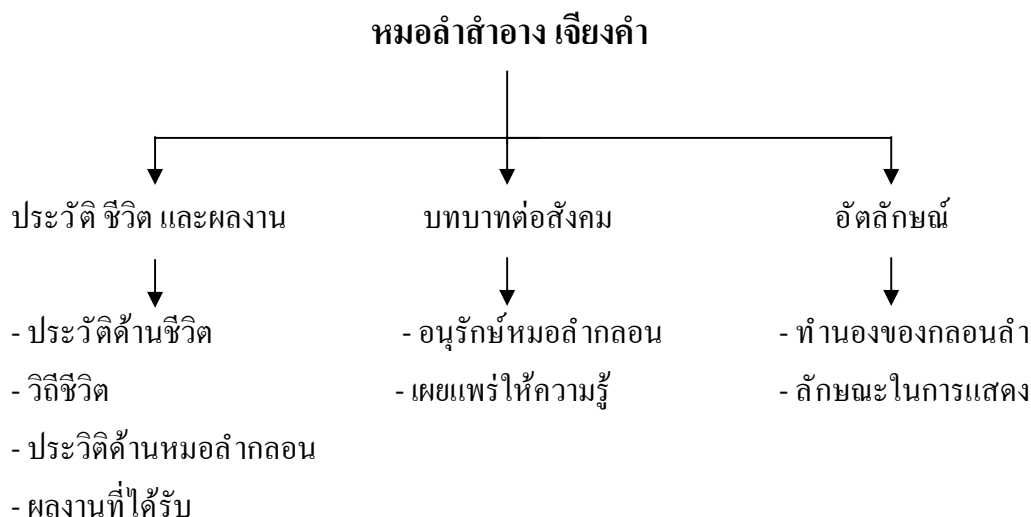 หมอลำสำอาง เจียงคำ
ประวัติ ชีวิต และผลงาน
บทบาทต่อสังคม
อัตลักษณ์
- ประวัติด้านชีวิต
- วิถีชีวิต
- ประวิติด้านหมอลำกลอน
- ผลงานที่ได้รับ
- อนุรักษ์หมอลำกลอน
- เผยแพร่ให้ความรู้
- ทำนองของกลอนลำ
- ลักษณะในการแสดง